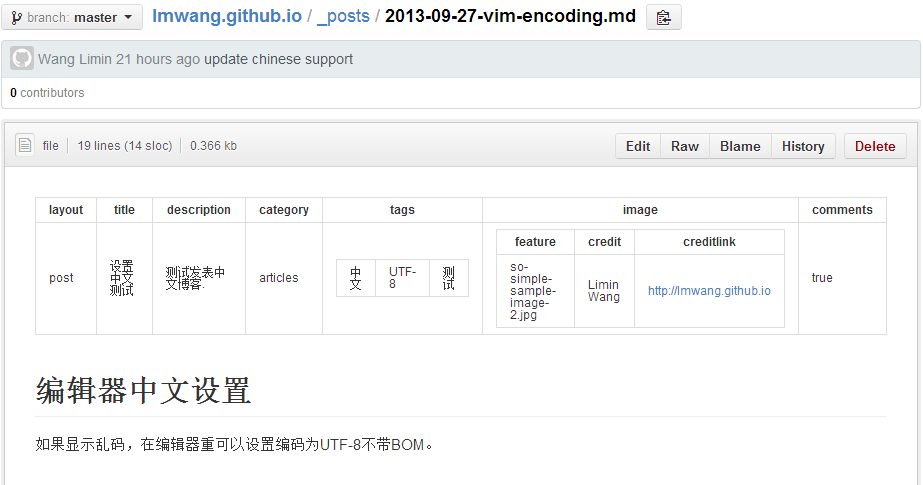 branch: master lmwang.github.io / _posts / 2013-09-27-vim-encoding.md
Wang Limin 21 hours ago update chinese support
0 contributors
file 19 lines (14 sloc) 0.366 kb Edit Raw Blame History Delete
layout title description category tags image comments
post
设置
中文
测试
测试发表中
文博客.
articles
中
文
UTF-
8
测
试
feature credit creditlink
so-
simple-
sample-
image-
2.jpg
Limin
Wang
http://lmwang.github.io
true
编辑器中文设置
如果显示乱码，在编辑器重可以设置编码为UTF-8不带BOM。